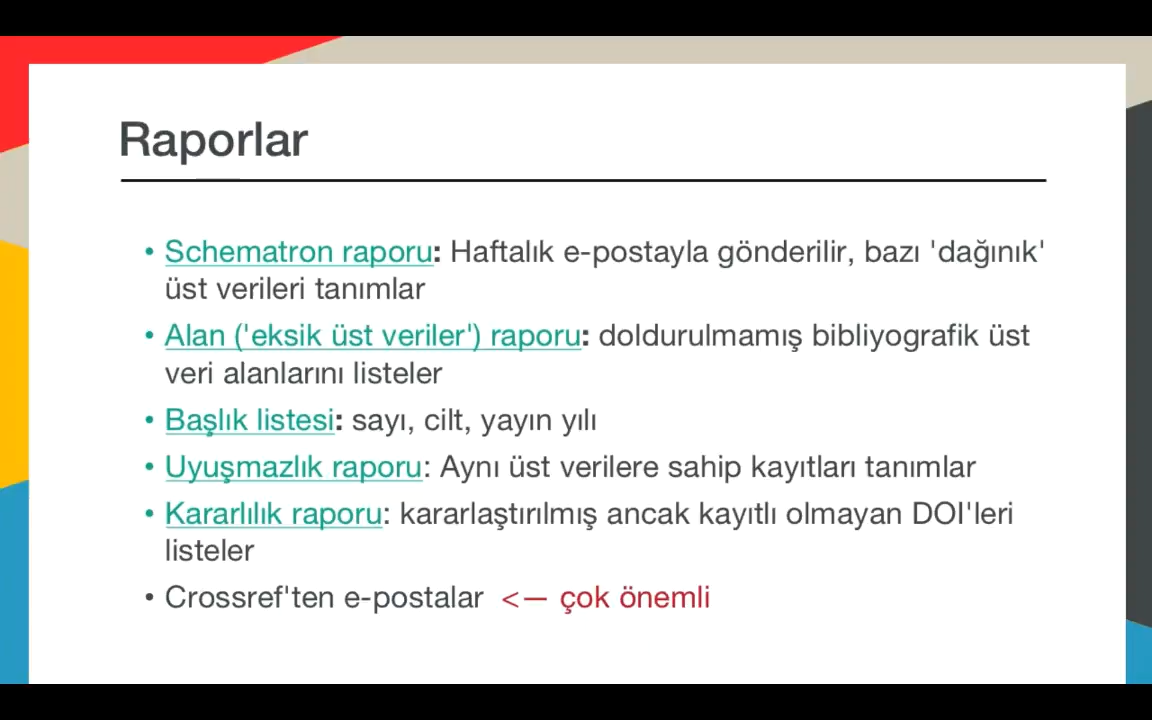 Raporlar
• Schematron raporu: Haftalık e-postayla gönderilir, bazı 'dağınık'
üst verileri tanımlar
• Alan ('eksik üst veriler') raporu: doldurulmamış bibliyografik üst
veri alanlarını listeler
• Başlık listesi: sayı, cilt, yayın yılı
• Uyuşmazlık raporu: Aynı üst verilere sahip kayıtları tanımlar
• Kararlılık raporu: kararlaştırılmış ancak kayıtlı olmayan DOI'leri
listeler
• Crossref'ten e-postalar <— çok önemli